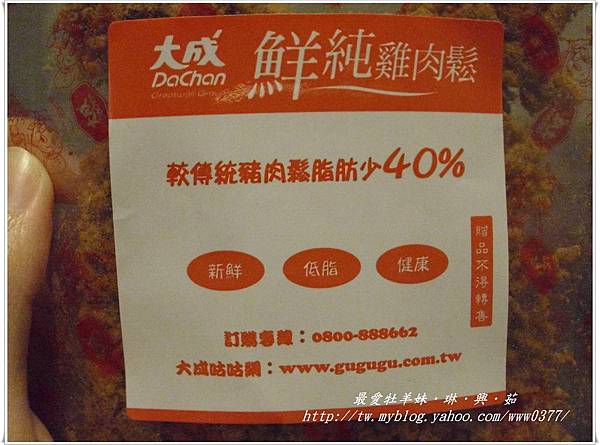 大成
DaChan
Greatwall Group
鮮純雞肉鬆
較傳統豬肉鬆脂肪少40%
新鮮 低脂 健康
贈品不得轉售
訂購專線：0800-888662
大成咕咕網：www.gugugu.com.tw
最愛牡羊妹‧琳‧興‧茹
http://tw.myblog.yahoo.com/www0377/